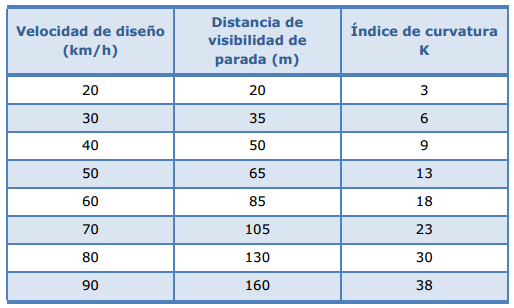 Velocidad de diseño
(km/h)
Distancia de
visibilidad de
parada (m)
Índice de curvatura
K
20 20 3
30 35 6
40 50 9
50 65 13
60 85 18
70 105 23
80 130 30
90 160 38